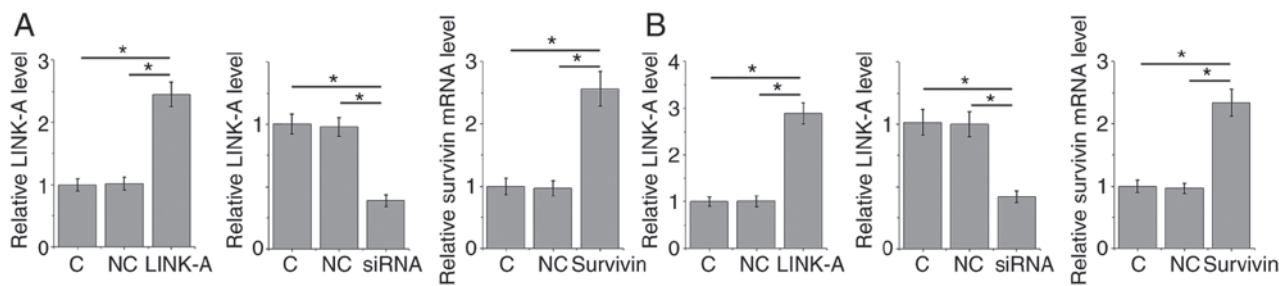 A
Relative LINK-A level
3
2
1
0
*
*
C NC LINK-A
Relative LINK-A level
1
0
*
*
C NC siRNA
Relative survivin mRNA level
3
2
1
0
*
*
C NC Survivin
B
Relative LINK-A level
4
3
2
1
0
*
*
C NC LINK-A
Relative LINK-A level
1
0
*
*
C NC siRNA
Relative survivin mRNA level
3
2
1
0
*
*
C NC Survivin